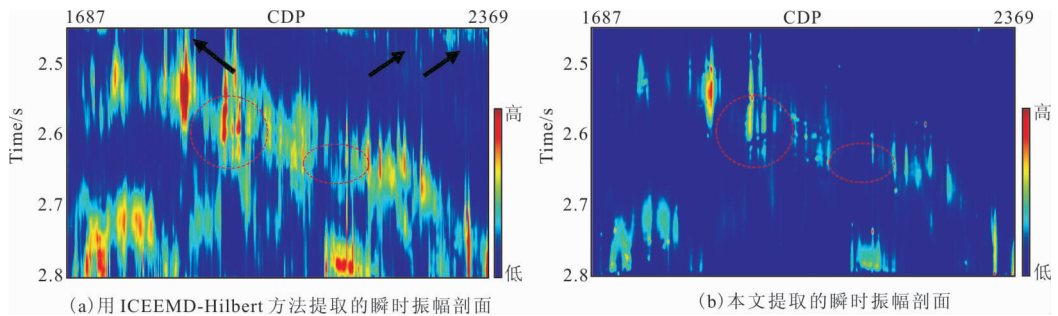 1687 CDP 2369
Time/s
2.5
2.6
2.7
2.8
高
低
(a)用 ICEEMD-Hilbert 方法提取的瞬时振幅剖面
1687 CDP 2369
Time/s
2.5
2.6
2.7
2.8
高
低
(b)本文提取的瞬时振幅剖面